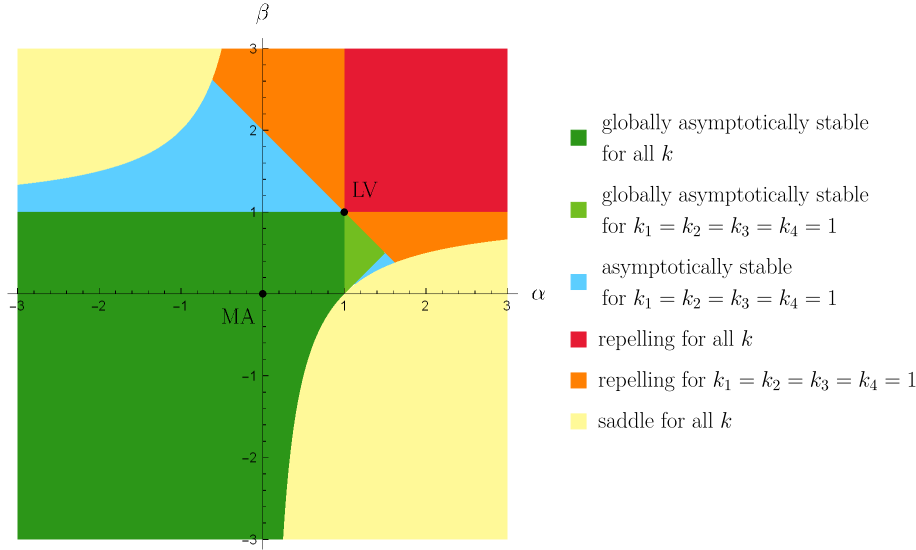 β
3
2
LV
1
−3
−2
−1
1
2
3
α
MA
−1
−2
−3
globally asymptotically stable
for all k
globally asymptotically stable
for k₁ = k₂ = k₃ = k₄ = 1
asymptotically stable
for k₁ = k₂ = k₃ = k₄ = 1
repelling for all k
repelling for k₁ = k₂ = k₃ = k₄ = 1
saddle for all k